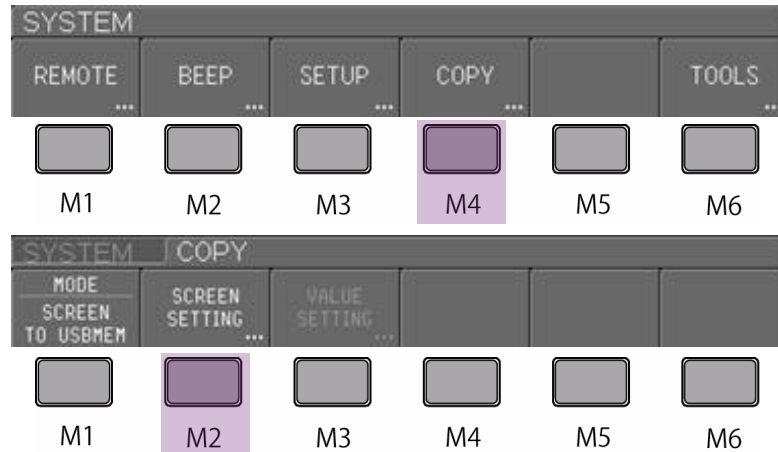 SYSTEM
REMOTE BEEP SETUP COPY TOOLS
... ... ... ... ...
M1 M2 M3 M4 M5 M6
SYSTEM COPY
MODE
SCREEN TO USBMEM SCREEN SETTING ... VALUE SETTING ...
M1 M2 M3 M4 M5 M6